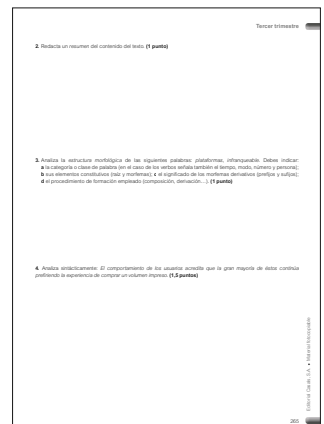 Tercer trimestre
2. Redacta un resumen del contenido del texto. (1 punto)
3. Analiza la estructura morfológica de las siguientes palabras: plataformas, infranqueable. Debes indicar:
a la categoría o clase de palabra (en el caso de los verbos señala también el tiempo, modo, número y persona);
b sus elementos constitutivos (raíz y morfemas); c el significado de los morfemas derivativos (prefijos y sufijos);
d el procedimiento de formación empleado (composición, derivación…). (1 punto)
4. Analiza sintácticamente: El comportamiento de los usuarios acredita que la gran mayoría de éstos continúa
prefiriendo la experiencia de comprar un volumen impreso. (1,5 puntos)
Editorial Casals, S.A. • Material fotocopiable
265